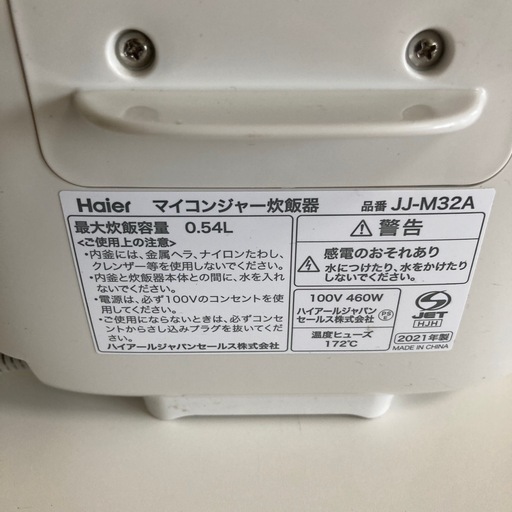 Haier マイコンジャー炊飯器 品番 JJ-M32A
最大炊飯容量 0.54L
<ご使用上の注意>
・内釜には、金属ヘラ、ナイロンたわし、
クレンザー等を使用しないでください。
・内釜と炊飯器本体との間に、水を入れ
ないでください。
・電源は、必ず100Vのコンセントを使
用してください。
・ご使用にならないときは、必ずコンセ
ントからさし込みプラグを抜いてくだ
さい。
ハイアールジャパンセールス株式会社
警告
感電のおそれあり
水につけたり、水をかけたり
しないでください。
100V 460W
ハイアールジャパン
セールス株式会社
PS
E
温度ヒューズ
172℃
JET
HJH
2021年製
MADE IN CHINA